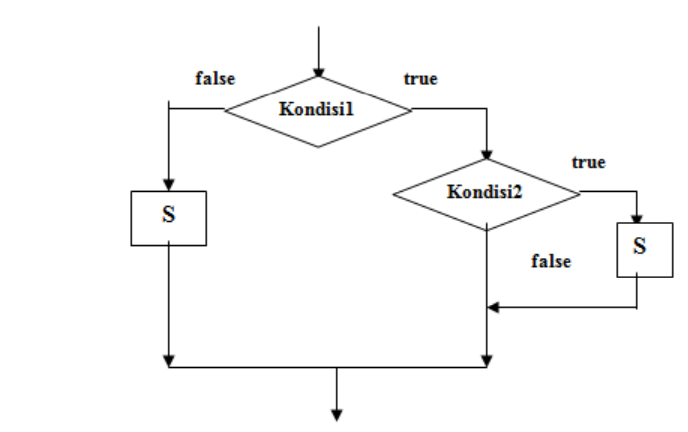 false
true
Kondisi1
true
Kondisi2
S
S
false